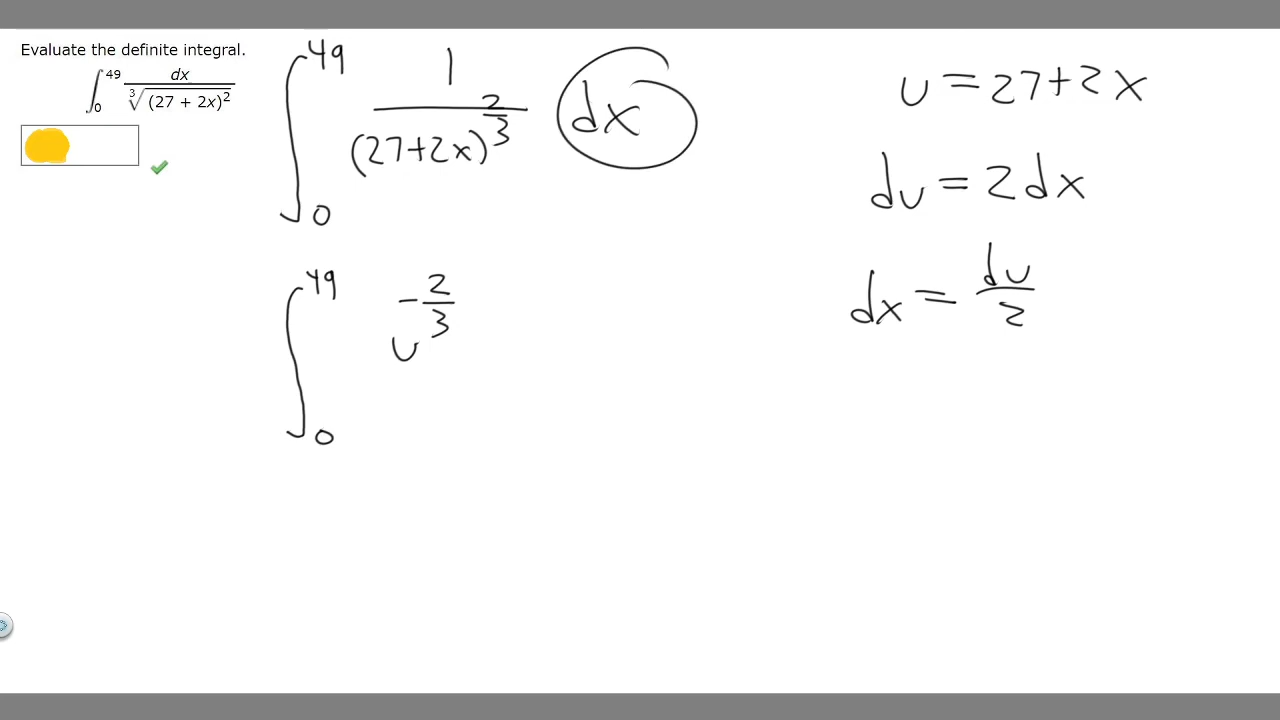 Evaluate the definite integral.
∫₀⁴⁹ dx / ∛(27 + 2x)²
∫₀⁴⁹ 1 / (27+2x)^(2/3) dx
∫₀⁴⁹ u^(-2/3)
u = 27+2x
du = 2dx
dx = du/2